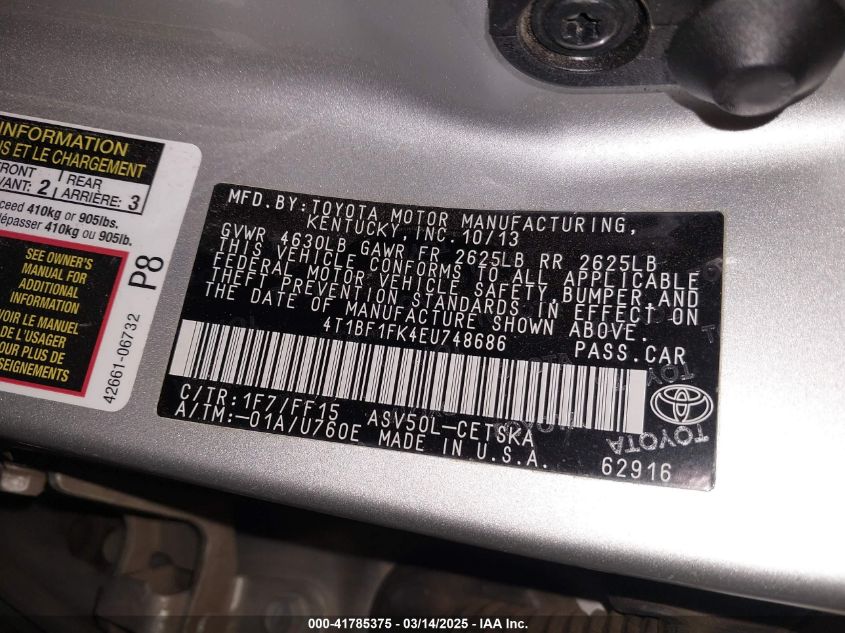 INFORMATION
S ET LE CHARGEMENT
FRONT
VANT: 2
REAR
ARRIÈRE: 3
ceed 410kg or 905lbs.
dépasser 410kg ou 905lb.
SEE OWNER'S
MANUAL FOR
ADDITIONAL
INFORMATION
VOIR LE MANUEL
DE L'USAGER
POUR PLUS DE
SEIGNEMENTS
P8
42661-06732
MFD. BY: TOYOTA MOTOR MANUFACTURING,
KENTUCKY INC. 10/13
GVWR 4630LB GAWR FR 2625LB RR 2625LB
THIS VEHICLE CONFORMS TO ALL APPLICABLE
FEDERAL MOTOR VEHICLE SAFETY, BUMPER, AND
THEFT PREVENTION STANDARDS IN EFFECT ON
THE DATE OF MANUFACTURE SHOWN ABOVE.
4T1BF1FK4EU748686
PASS.CAR
C/TR: 1F7/FF15 ASV50L-CETSKA
A/TM: -01A/U760E MADE IN U.S.A.
62916
TOYOTA
000-41785375 - 03/14/2025 - IAA Inc.